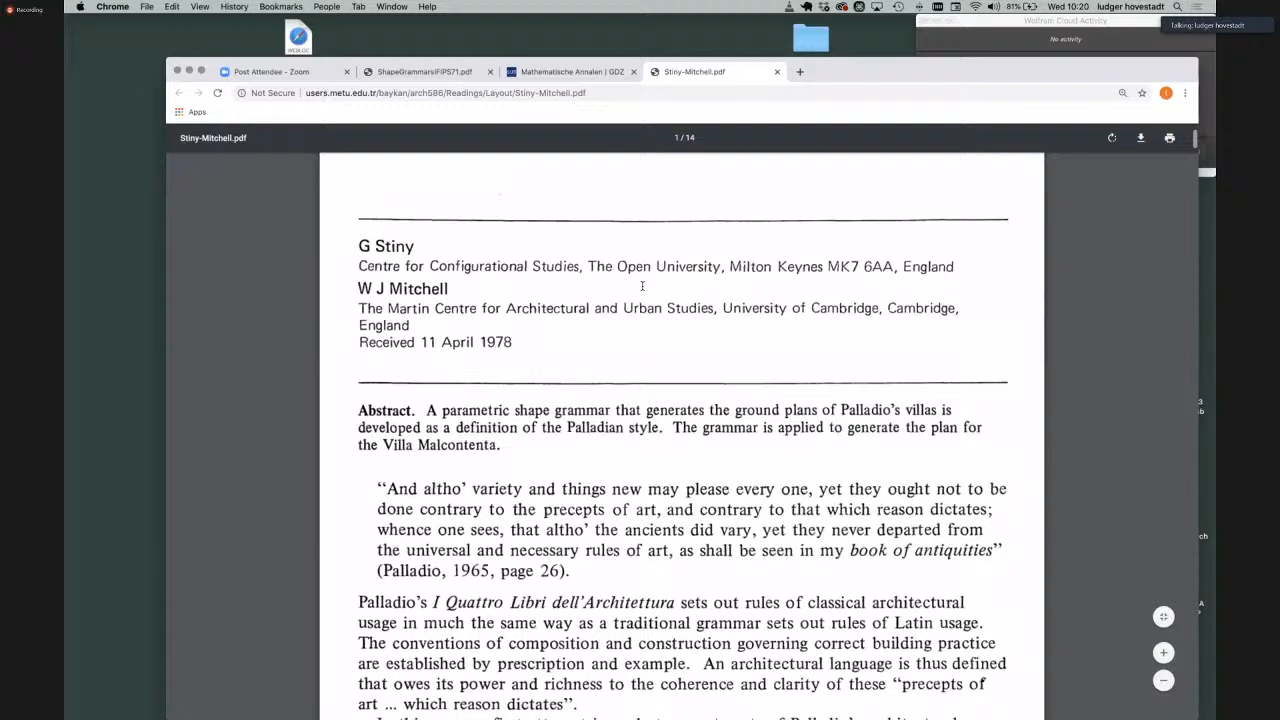 Recording
Chrome File Edit View History Bookmarks People Tab Window Help
81% Wed 10:20 ludger hovestadt
Wolfram Cloud Activity
Talking: ludger hovestadt
No activity
WEBLOC
Post Attendee - Zoom
ShapeGrammarsIFIPS71.pdf
Mathematische Annalen | GDZ
Stiny-Mitchell.pdf
Not Secure users.metu.edu.tr/baykan/arch586/Readings/Layout/Stiny-Mitchell.pdf
Apps
Stiny-Mitchell.pdf
1 / 14
G Stiny
Centre for Configurational Studies, The Open University, Milton Keynes MK7 6AA, England
W J Mitchell
The Martin Centre for Architectural and Urban Studies, University of Cambridge, Cambridge,
England
Received 11 April 1978
Abstract. A parametric shape grammar that generates the ground plans of Palladio's villas is
developed as a definition of the Palladian style. The grammar is applied to generate the plan for
the Villa Malcontenta.
“And altho' variety and things new may please every one, yet they ought not to be
done contrary to the precepts of art, and contrary to that which reason dictates;
whence one sees, that altho' the ancients did vary, yet they never departed from
the universal and necessary rules of art, as shall be seen in my book of antiquities”
(Palladio, 1965, page 26).
Palladio's I Quattro Libri dell'Architettura sets out rules of classical architectural
usage in much the same way as a traditional grammar sets out rules of Latin usage.
The conventions of composition and construction governing correct building practice
are established by prescription and example. An architectural language is thus defined
that owes its power and richness to the coherence and clarity of these “precepts of
art ... which reason dictates”.